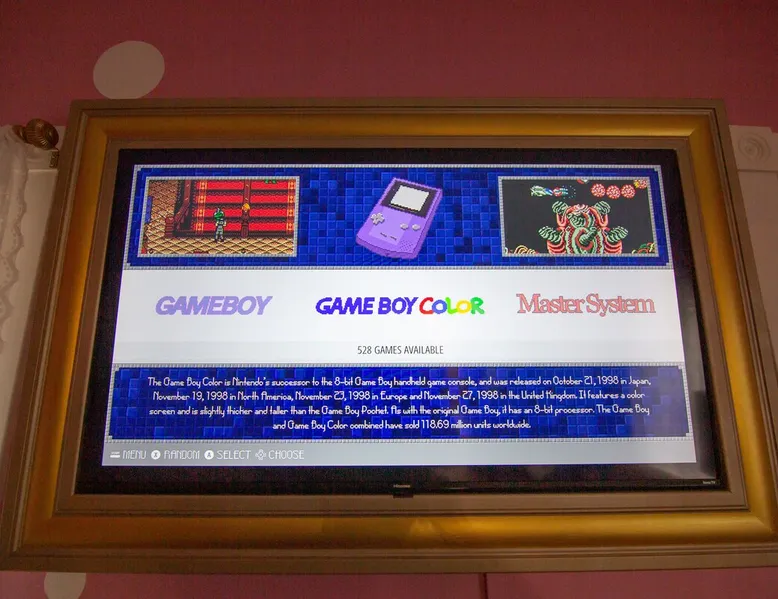 GAMEBOY
GAME BOY COLOR
Master System
528 GAMES AVAILABLE
The Game Boy Color is Nintendo's successor to the 8-bit Game Boy handheld game console, and was released on October 21, 1998 in Japan,
November 19, 1998 in North America, November 23, 1998 in Europe and November 27, 1998 in the United Kingdom. It features a color
screen and is slightly thicker and taller than the Game Boy Pocket. As with the original Game Boy, it has an 8-bit processor. The Game Boy
and Game Boy Color combined have sold 118.69 million units worldwide.
MENU X RANDOM A SELECT CHOOSE
Hisense
Roku TV